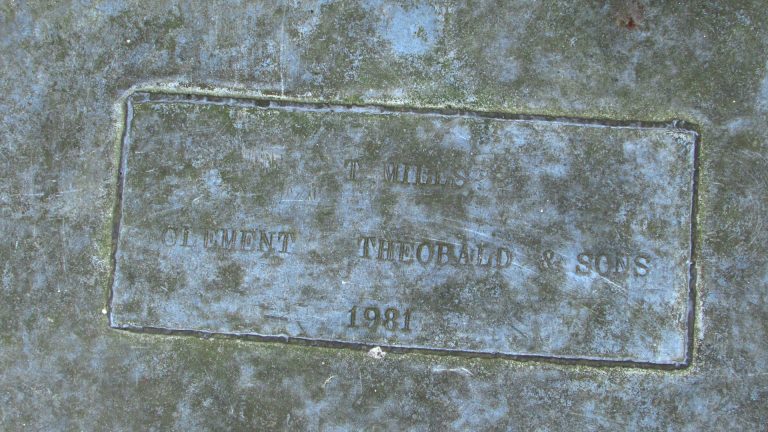 T MILLS
CLEMENT THEOBALD & SONS
1981